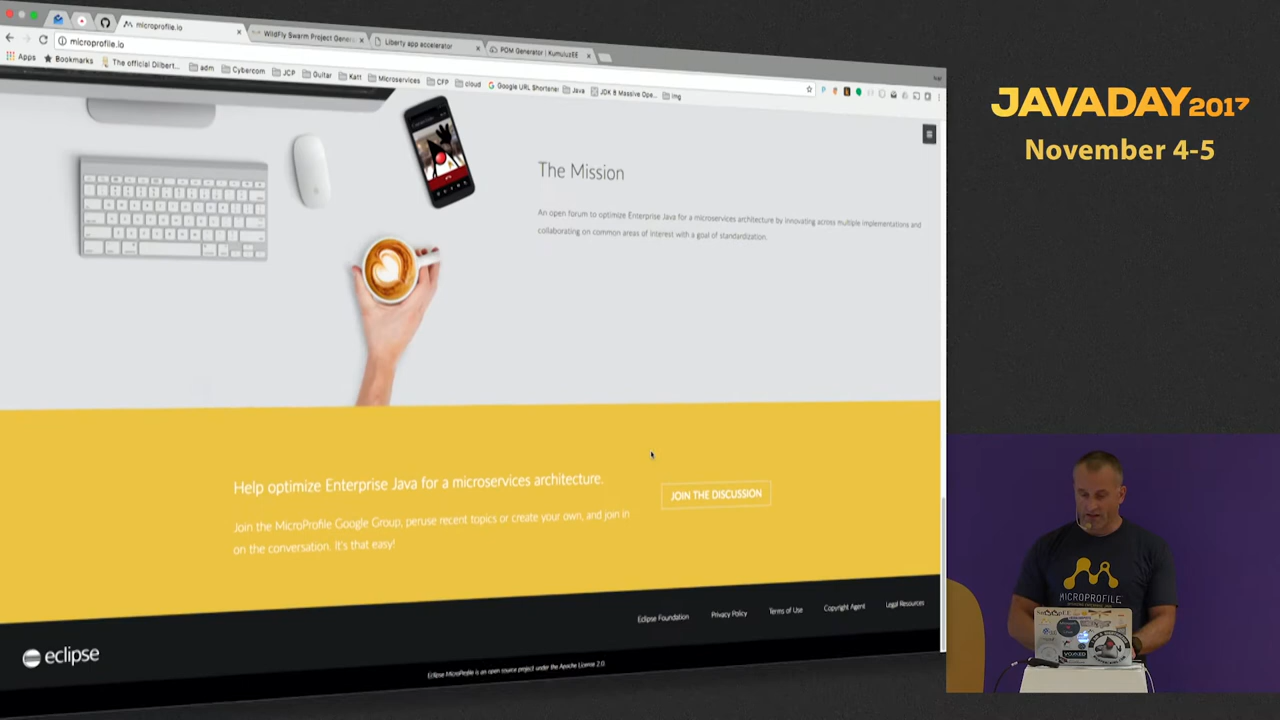 microprofile.io
WildFly Swarm Project Genera
Liberty app accelerator
POM Generator | KumuluzEE
microprofile.io
Apps
Bookmarks
The official Dilbert...
adm
Cybercom
JCP
Guitar
Katt
Microservices
CFP
cloud
Google URL Shortener
Java
JDK 8 Massive Ope...
img
JAVADAY2017
November 4-5
The Mission
An open forum to optimize Enterprise Java for a microservices architecture by innovating across multiple implementations and
collaborating on common areas of interest with a goal of standardization.
Help optimize Enterprise Java for a microservices architecture.
JOIN THE DISCUSSION
Join the MicroProfile Google Group, peruse recent topics or create your own, and join in
on the conversation. It's that easy!
Eclipse Foundation
Privacy Policy
Terms of Use
Copyright Agent
Legal Resources
eclipse
Eclipse MicroProfile is an open source project under the Apache License 2.0
MICROPROFILE